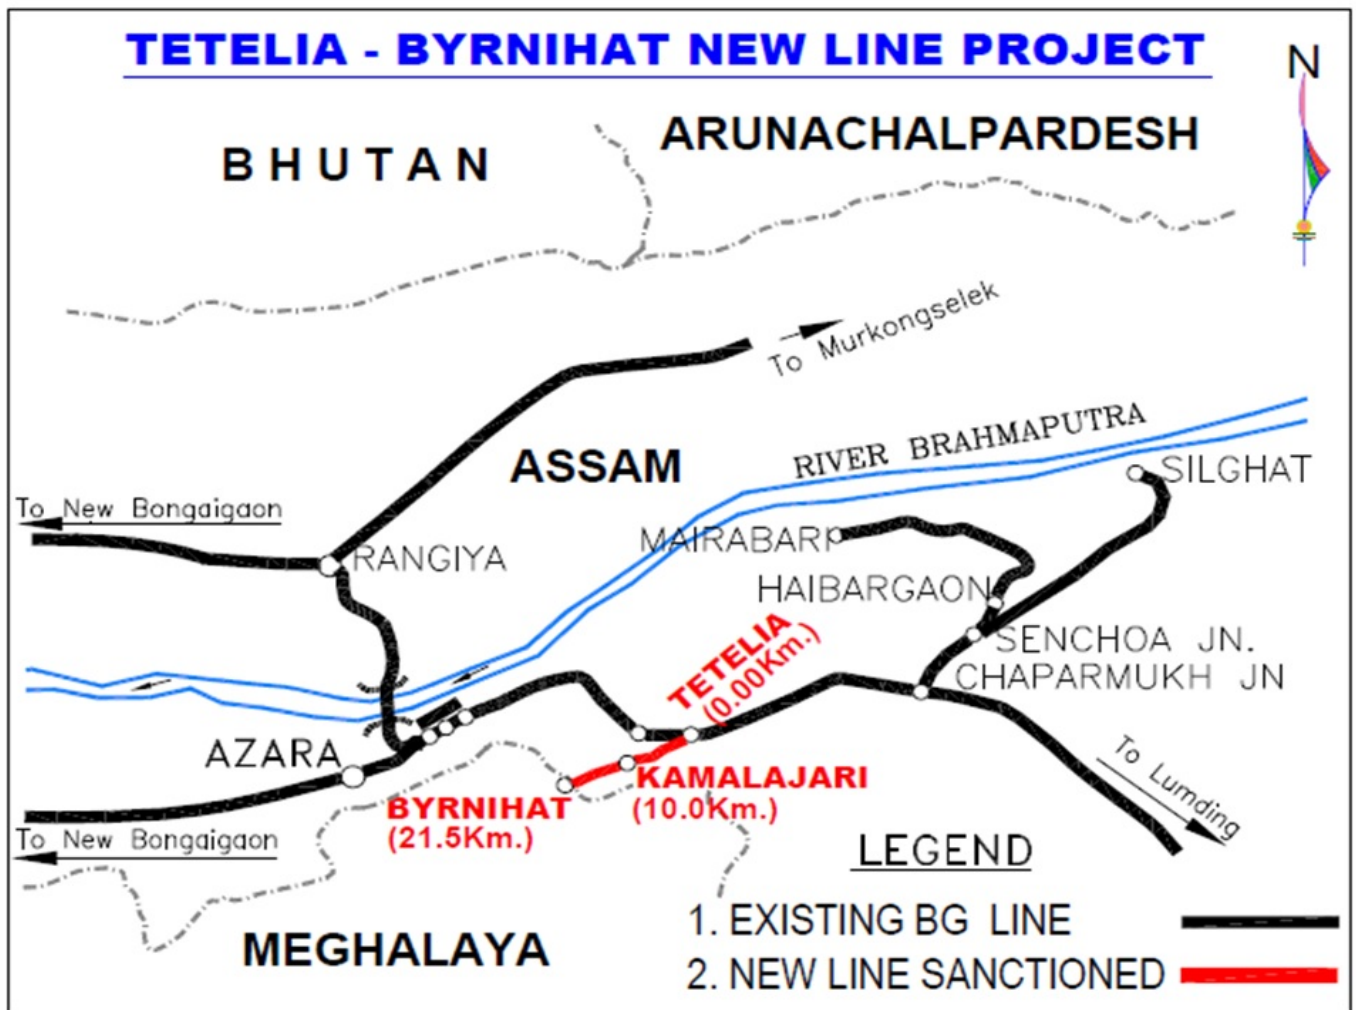 TETELIA - BYRNIHAT NEW LINE PROJECT
N
ARUNACHALPARDESH
BHUTAN
To Murkongselek
RIVER BRAHMAPUTRA
ASSAM
SILGHAT
To New Bongaigaon
MAIRABARI
RANGIYA
HAIBARGAON
TETELIA
(0.00Km.)
SENCHOA JN.
CHAPARMUKH JN
AZARA
To Lumding
KAMALAJARI
(10.0Km.)
BYRNIHAT
(21.5Km.)
To New Bongaigaon
LEGEND
1. EXISTING BG LINE
MEGHALAYA
2. NEW LINE SANCTIONED